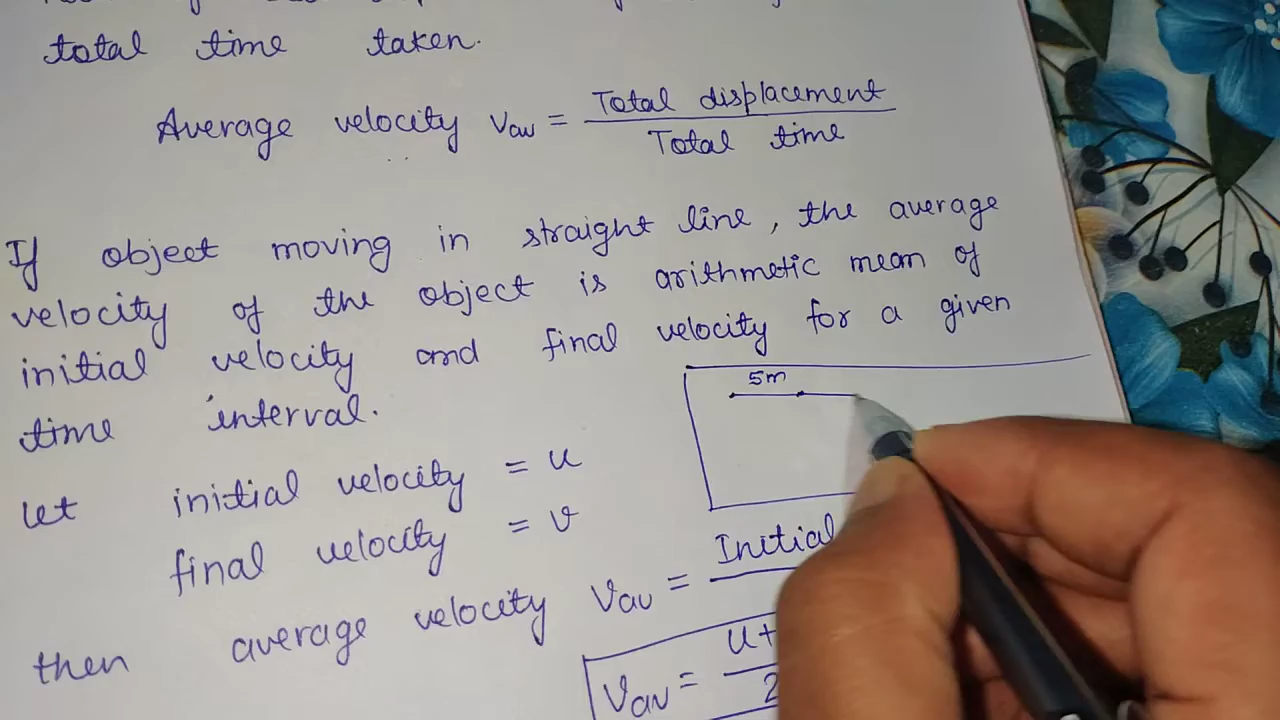 total time taken.
Average velocity Vav = Total displacement
Total time
If object moving in straight line, the average
velocity of the object is arithmetic mean of
initial velocity and final velocity for a given
time interval.
5m
Let initial velocity = u
final velocity = v
then average velocity Vav = Initial
Vav = u+
2